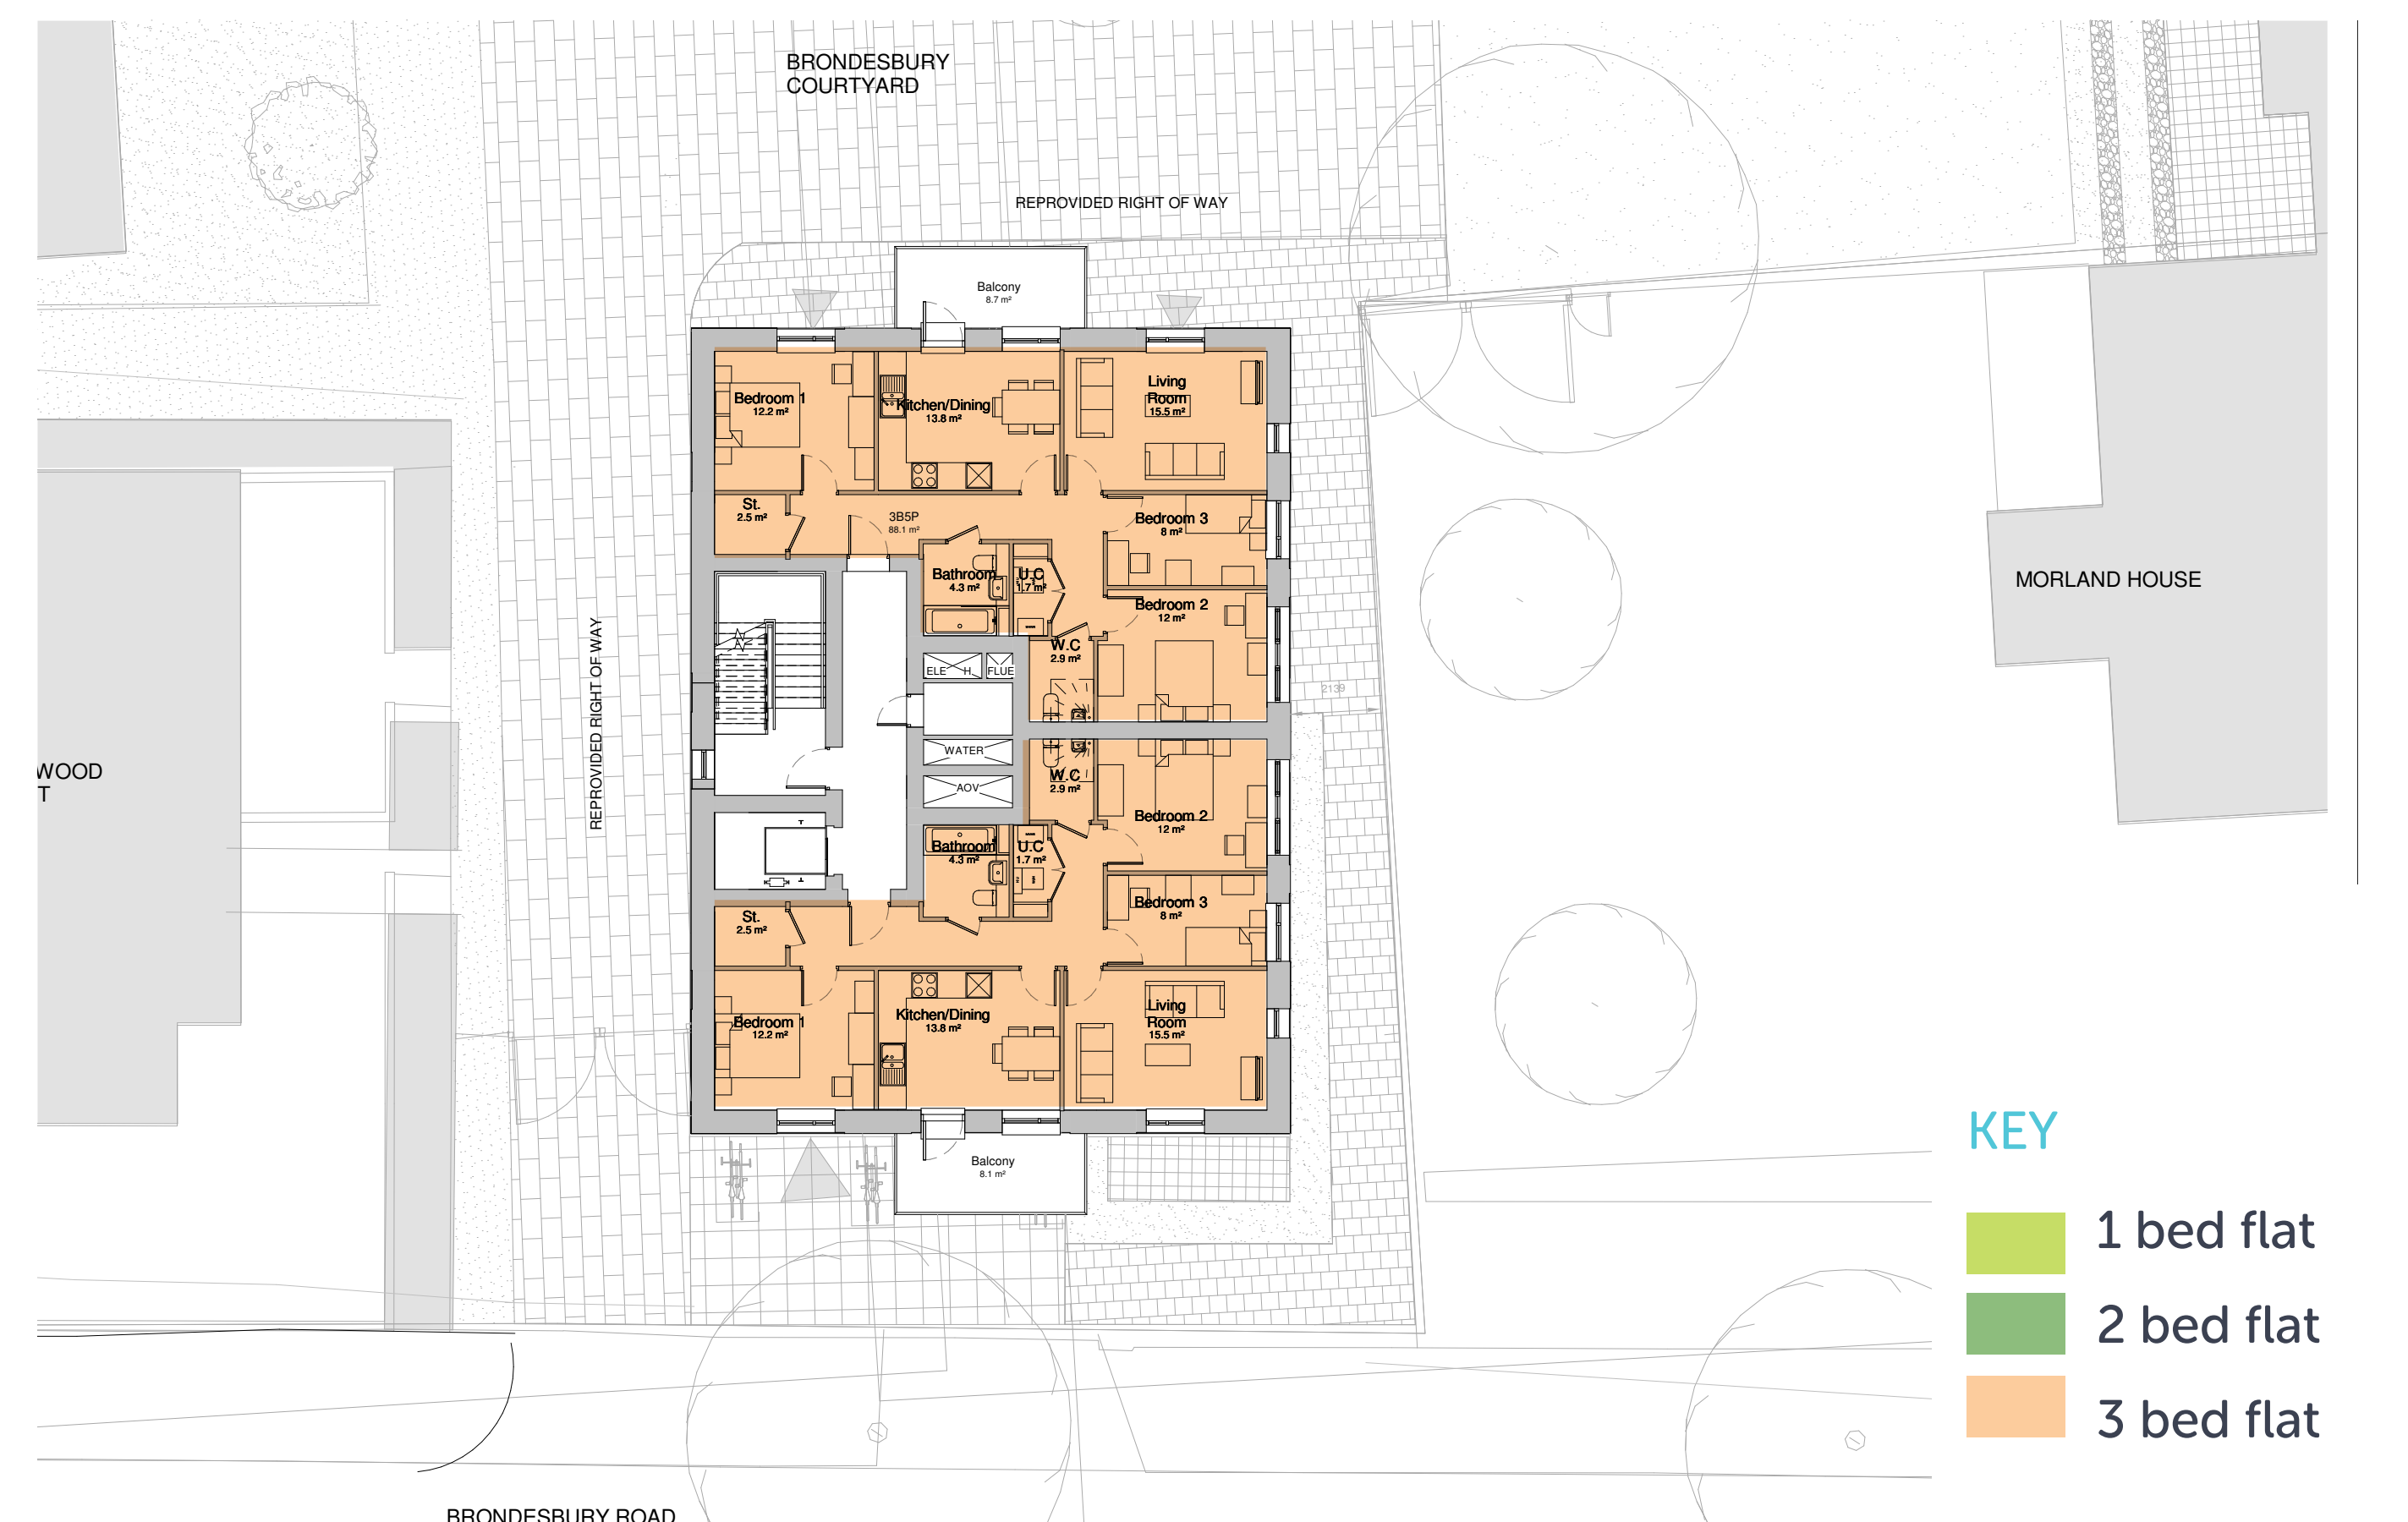 BRONDESBURY
COURTYARD
REPROVIDED RIGHT OF WAY
Balcony
8.7 m²
Bedroom 1
12.2 m²
Kitchen/Dining
13.8 m²
Living
Room
15.5 m²
St.
2.5 m²
3B5P
88.1 m²
Bedroom 3
8 m²
Bathroom
4.3 m²
U.C
1.7 m²
Bedroom 2
12 m²
MORLAND HOUSE
REPROVIDED RIGHT OF WAY
W.C
2.9 m²
ELE H.
FLUE
2139
WATER
WOOD
T
W.C
2.9 m²
AOV
Bedroom 2
12 m²
Bathroom
4.3 m²
U.C
1.7 m²
St.
2.5 m²
Bedroom 3
8 m²
Bedroom 1
12.2 m²
Kitchen/Dining
13.8 m²
Living
Room
15.5 m²
Balcony
8.1 m²
KEY
1 bed flat
2 bed flat
3 bed flat
BRONDESBURY ROAD